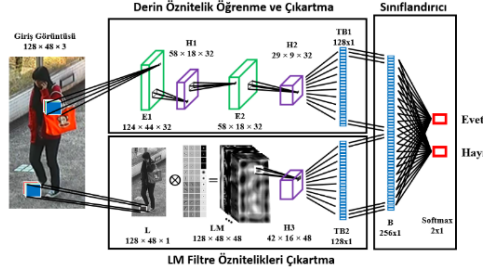 Derin Öznitelik Öğrenme ve Çıkartma
Sınıflandırıcı
Giriş Görüntüsü
128 × 48 × 3
H1
58 × 18 × 32
H2
29 × 9 × 32
TB1
128x1
E1
124 × 44 × 32
E2
58 × 18 × 32
Evet
Hayı
L
128 × 48 × 1
LM
128 × 48 × 48
H3
42 × 16 × 48
TB2
128x1
B
256x1
Softmax
2x1
LM Filtre Öznitelikleri Çıkartma